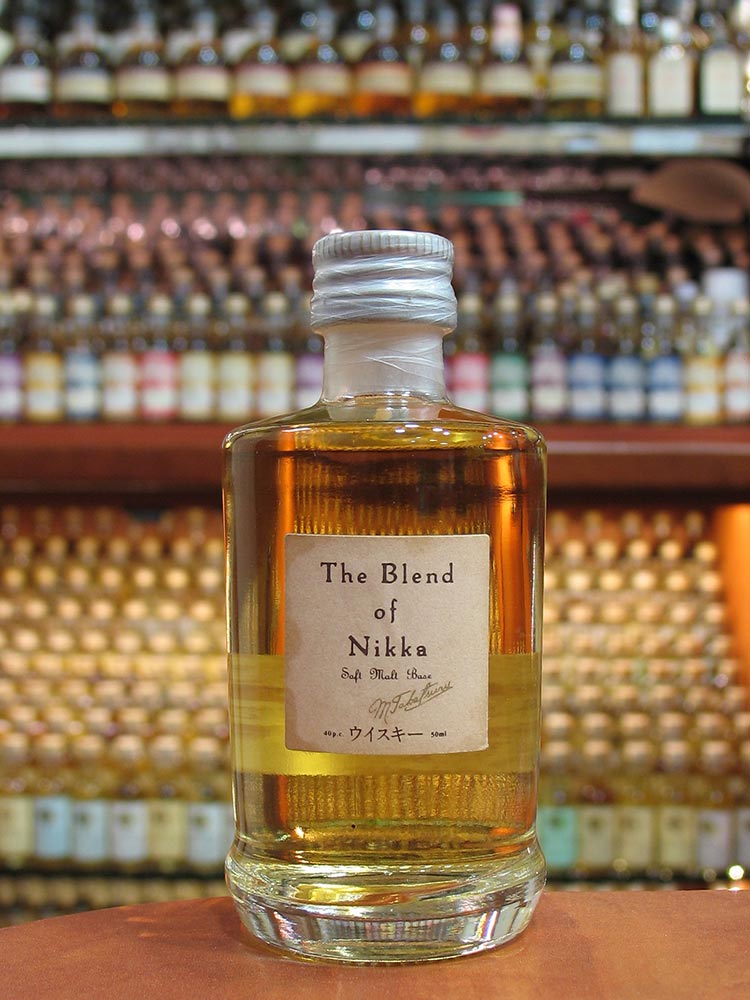 The Blend
of
Nikka
Soft Malt Base
M. Taketsuru
40p.c. ウイスキー 50ml